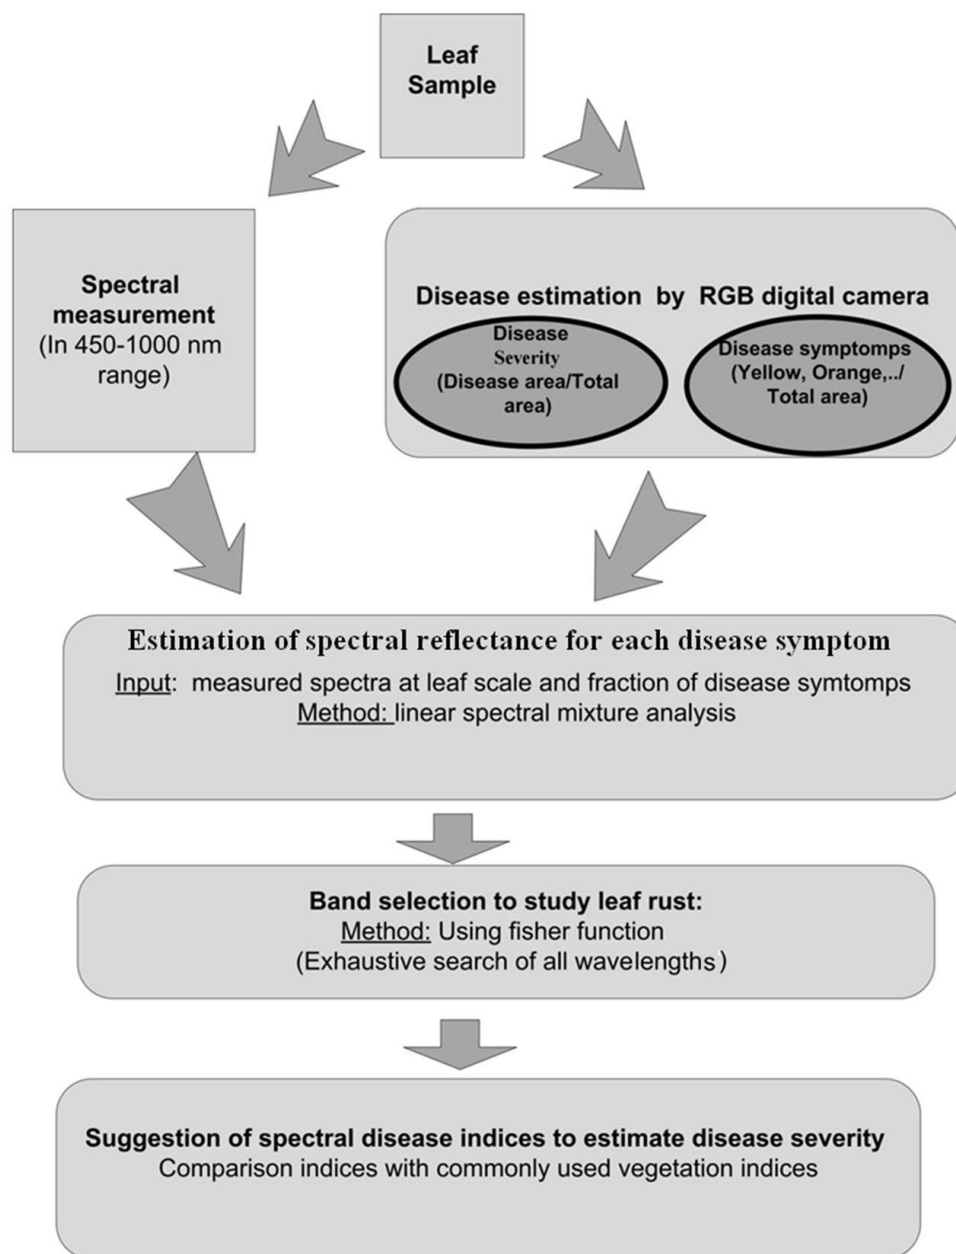 Leaf
Sample
Spectral
measurement
(In 450-1000 nm
range)
Disease estimation by RGB digital camera
Disease
Severity
(Disease area/Total
area)
Disease symptomps
(Yellow, Orange,../
Total area)
Estimation of spectral reflectance for each disease symptom
Input: measured spectra at leaf scale and fraction of disease symtomps
Method: linear spectral mixture analysis
Band selection to study leaf rust:
Method: Using fisher function
(Exhaustive search of all wavelengths)
Suggestion of spectral disease indices to estimate disease severity
Comparison indices with commonly used vegetation indices